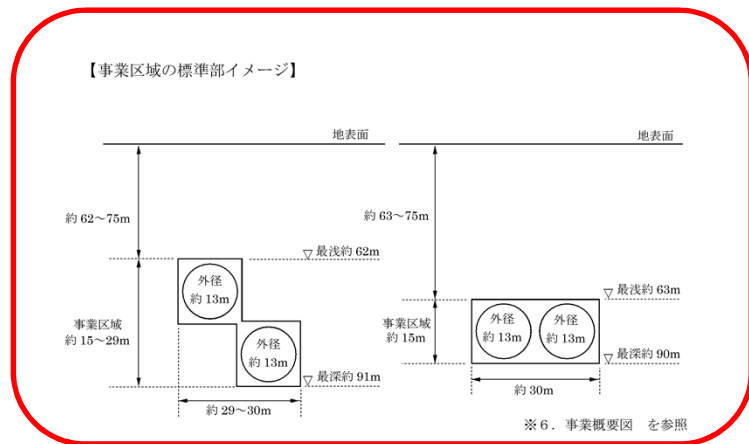 【事業区域の標準部イメージ】
地表面
約 62～75m
▽ 最浅約 62m
外径
約 13m
事業区域
約 15～29m
外径
約 13m
▽ 最深約 91m
約 29～30m
地表面
約 63～75m
▽ 最浅約 63m
事業区域
約 15m
外径
約 13m
外径
約 13m
▽ 最深約 90m
約 30m
※6．事業概要図　を参照